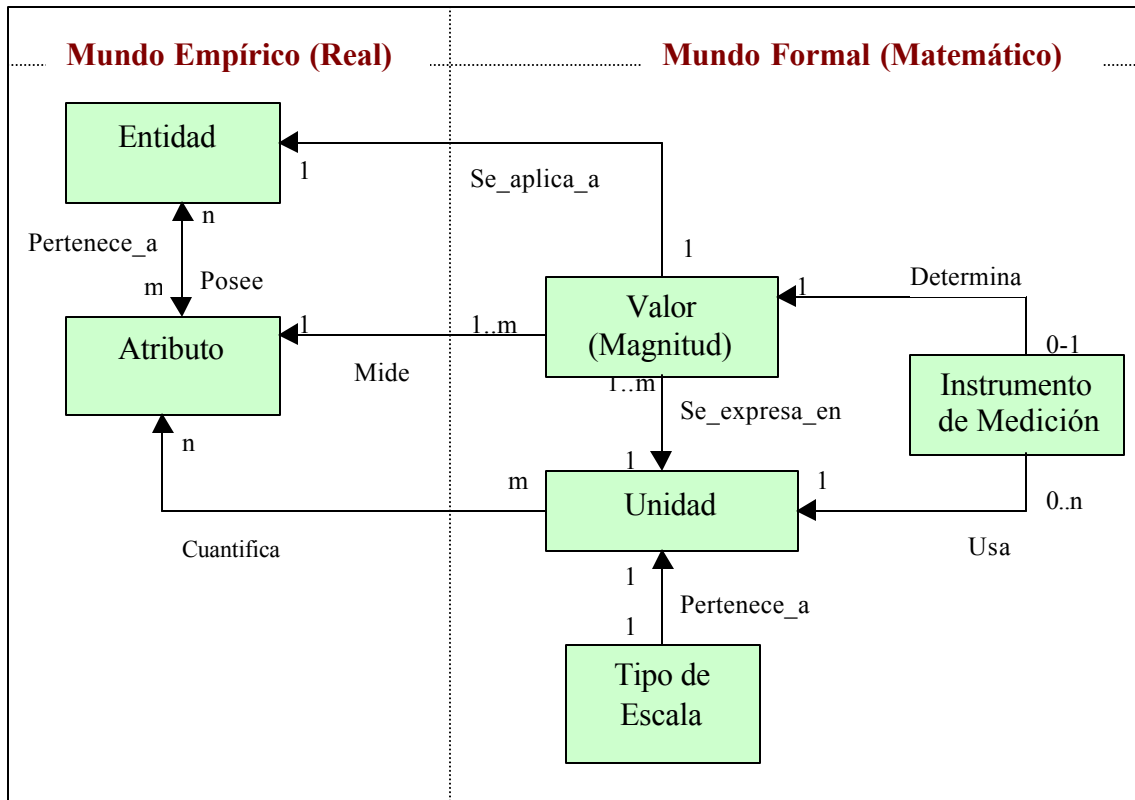 Mundo Empírico (Real)
Mundo Formal (Matemático)
Entidad
1
Se_aplica_a
n
Pertenece_a
Posee
m
1
Determina
1
Valor
(Magnitud)
1
1..m
Atributo
Mide
0-1
1..m
Instrumento
de Medición
Se_expresa_en
n
1
m
Unidad
1
0..n
Cuantifica
Usa
1
Pertenece_a
1
Tipo de
Escala